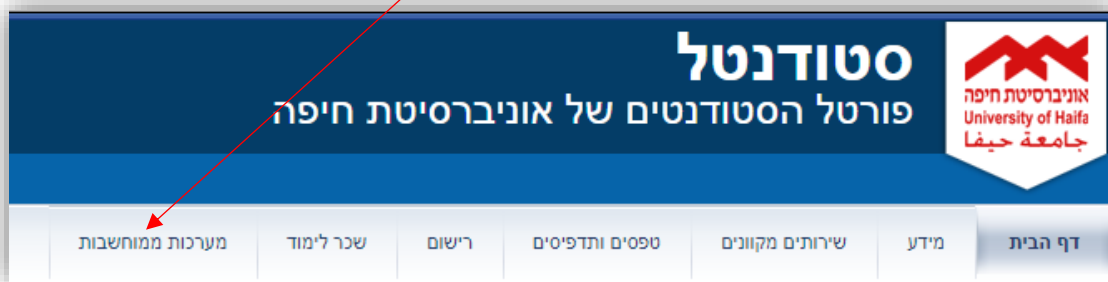 סטודנטל
פורטל הסטודנטים של אוניברסיטת חיפה
אוניברסיטת חיפה
University of Haifa
جامعة حيفا
דף הבית
מידע
שירותים מקוונים
טפסים ותדפיסים
רישום
שכר לימוד
מערכות ממוחשבות